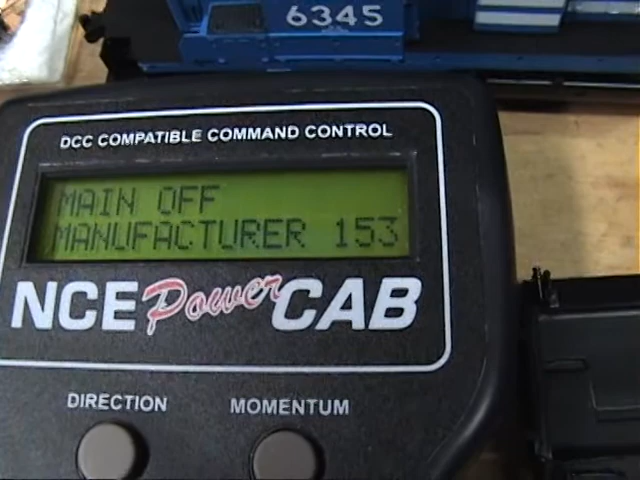 6345
DCC COMPATIBLE COMMAND CONTROL
MAIN OFF
MANUFACTURER 153
NCE Power CAB
DIRECTION MOMENTUM